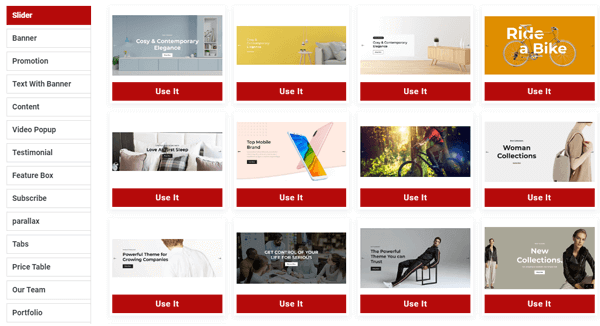 Slider
Banner
Promotion
Text With Banner
Content
Video Popup
Testimonial
Feature Box
Subscribe
parallax
Tabs
Price Table
Our Team
Portfolio
Cosy & Contemporary
Elegance
Use It
Use It
Cosy & Contemporary
Elegance
Use It
Ride
a Bike
Use It
Love At First Sleep
Use It
Top Mobile
Brand
Use It
Use It
Woman
Collections
Use It
Powerful Theme for
Growing Companies
Use It
GET CONTROL OF YOUR
LIFE FOR SERIOUS
Use It
The Powerful
Theme You can
Trust
Use It
New
Collections.
Use It